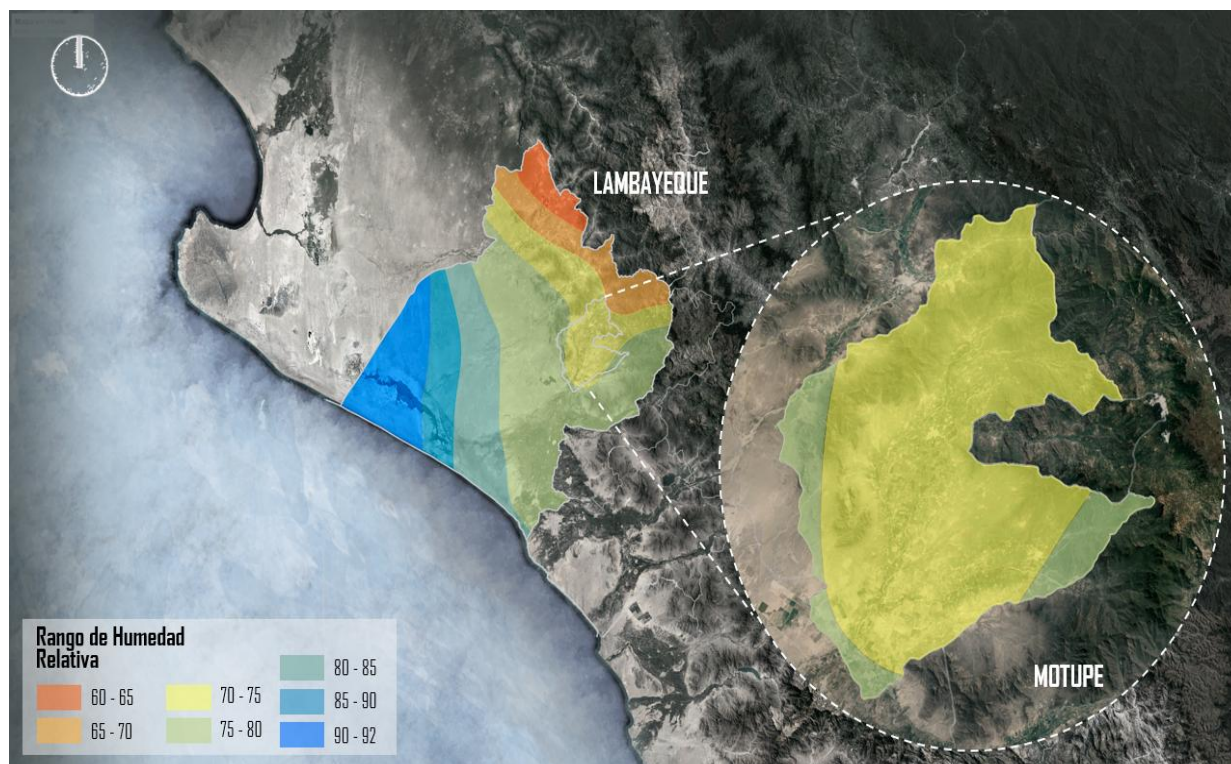 LAMBAYEQUE
MOTUPE
Rango de Humedad
Relativa
60 - 65
65 - 70
70 - 75
75 - 80
80 - 85
85 - 90
90 - 92